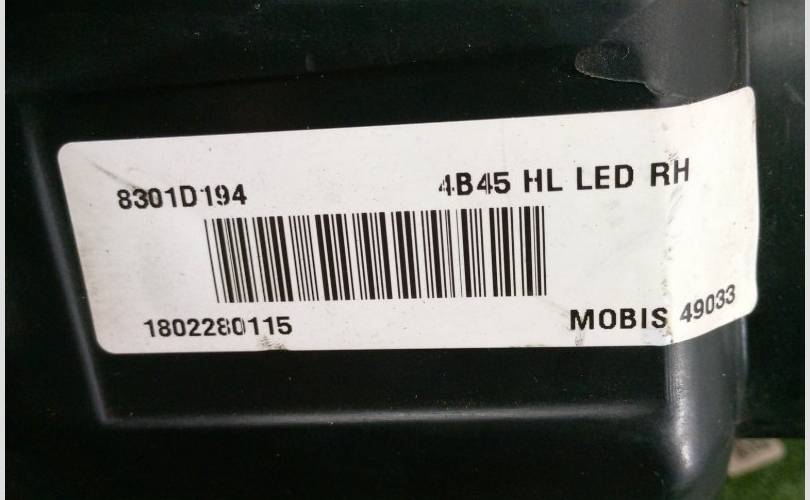 8301D194 4B45 HL LED RH
1802280115 MOBIS 49033